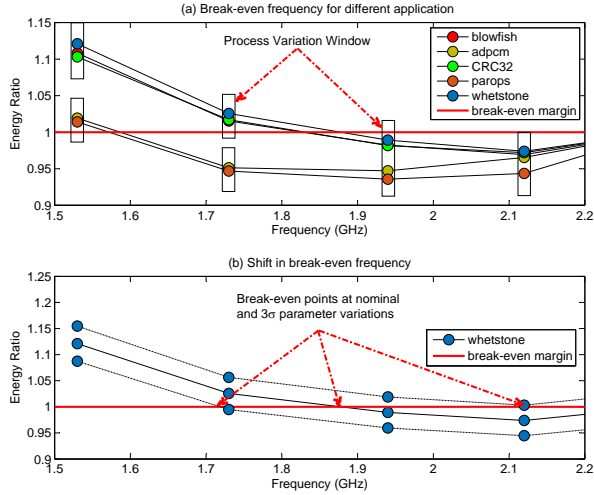 (a) Break-even frequency for different application
1.15
1.1
1.05
1
0.95
0.9
Energy Ratio
Process Variation Window
blowfish
adpcm
CRC32
parops
whetstone
break-even margin
1.5 1.6 1.7 1.8 1.9 2 2.1 2.2
Frequency (GHz)
(b) Shift in break-even frequency
1.25
1.2
1.15
1.1
1.05
1
0.95
0.9
Energy Ratio
Break-even points at nominal
and 3σ parameter variations
whetstone
break-even margin
1.5 1.6 1.7 1.8 1.9 2 2.1 2.2
Frequency (GHz)